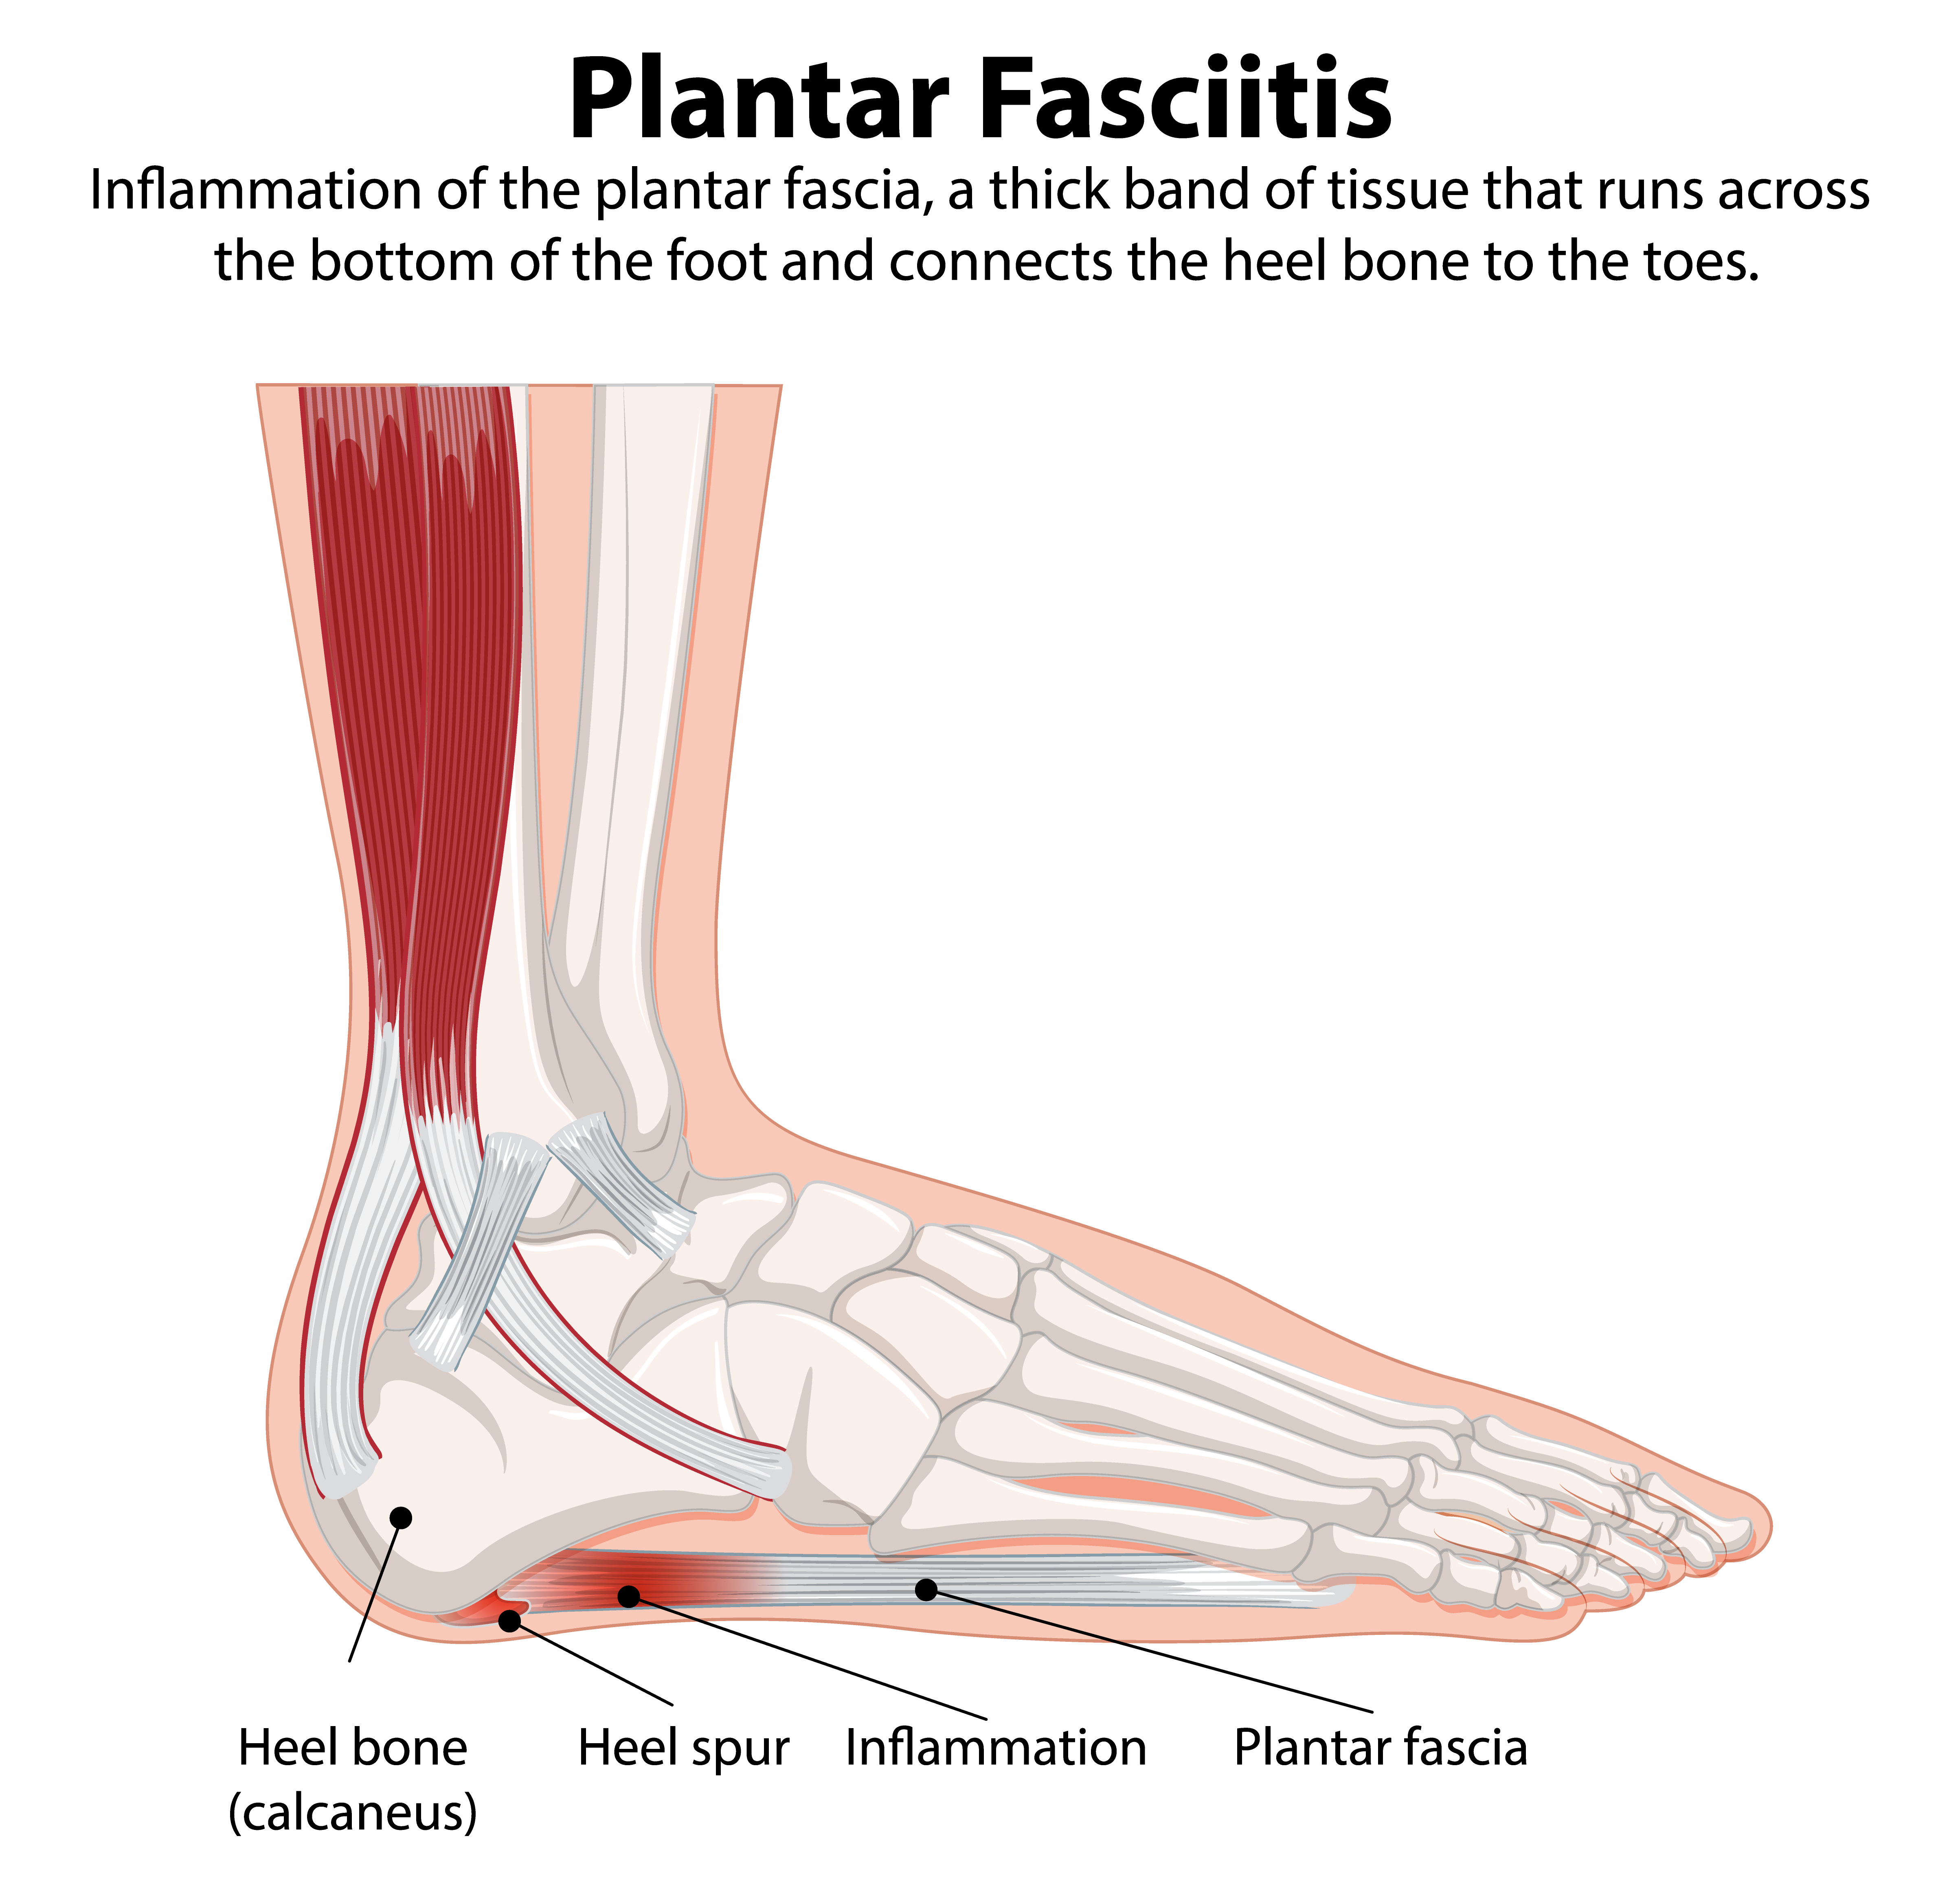 Plantar Fasciitis
Inflammation of the plantar fascia, a thick band of tissue that runs across
the bottom of the foot and connects the heel bone to the toes.
Heel bone
(calcaneus)
Heel spur
Inflammation
Plantar fascia